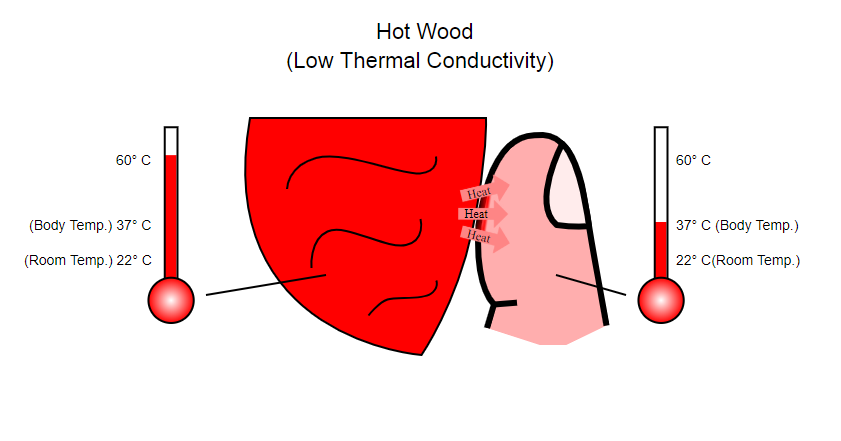 Hot Wood
(Low Thermal Conductivity)
60° C
(Body Temp.) 37° C
(Room Temp.) 22° C
Heat
Heat
Heat
60° C
37° C (Body Temp.)
22° C(Room Temp.)